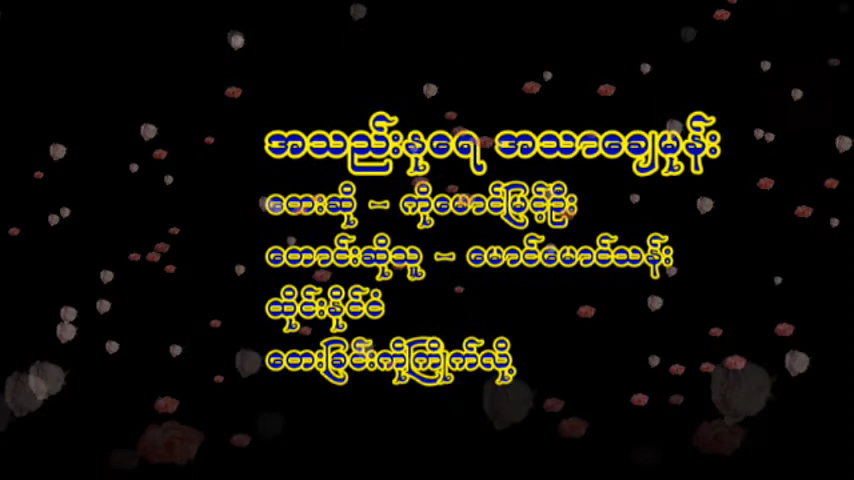 အသည်းနုရေ အသာချေမုန်း
တေးဆို - ကိုမောင်မြင့်ဦး
တောင်းဆိုသူ - မောင်မောင်သန်း
ထိုင်းနိုင်ငံ
တေးခြင်းကိုကြိုက်လို့